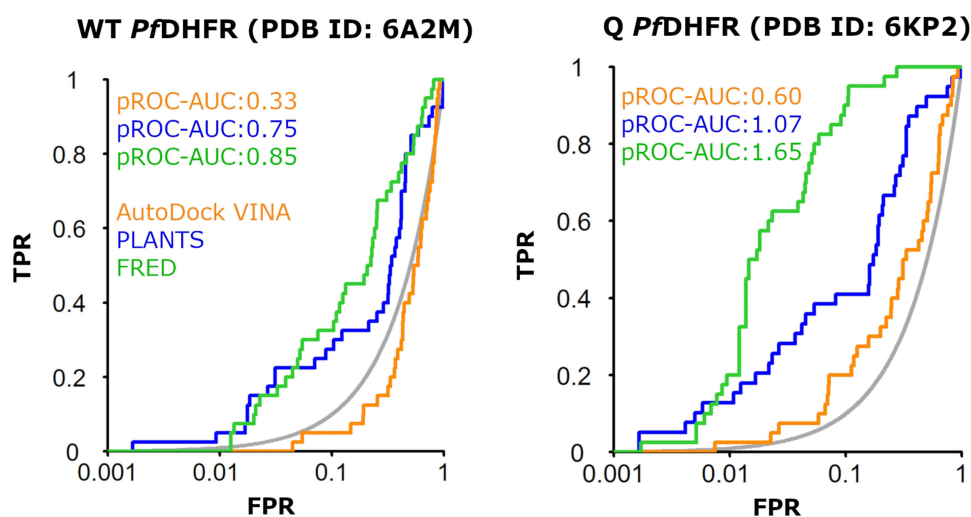 WT PfDHFR (PDB ID: 6A2M)
1
0.8
0.6
0.4
0.2
0
TPR
pROC-AUC:0.33
pROC-AUC:0.75
pROC-AUC:0.85
AutoDock VINA
PLANTS
FRED
0.001
0.01
0.1
1
FPR
Q PfDHFR (PDB ID: 6KP2)
1
0.8
0.6
0.4
0.2
0
TPR
pROC-AUC:0.60
pROC-AUC:1.07
pROC-AUC:1.65
0.001
0.01
0.1
1
FPR